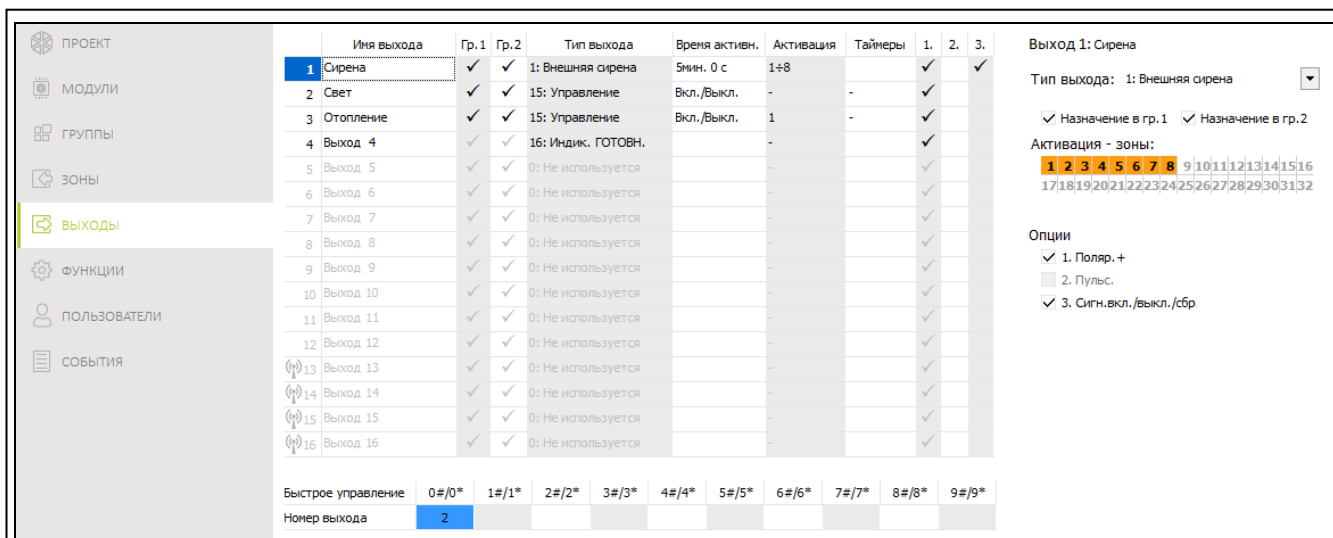 ПРОЕКТ
МОДУЛИ
ГРУППЫ
ЗОНЫ
ВЫХОДЫ
ФУНКЦИИ
ПОЛЬЗОВАТЕЛИ
СОБЫТИЯ
Имя выхода Гр.1 Гр.2 Тип выхода Время активн. Активация Таймеры 1. 2. 3.
1 Сирена 1: Внешняя сирена 5мин. 0 с 1÷8
2 Свет 15: Управление Вкл./Выкл. - -
3 Отопление 15: Управление Вкл./Выкл. 1 -
4 Выход 4 16: Индик. ГОТОВН. -
5 Выход 5 0: Не используется -
6 Выход 6 0: Не используется -
7 Выход 7 0: Не используется -
8 Выход 8 0: Не используется -
9 Выход 9 0: Не используется -
10 Выход 10 0: Не используется -
11 Выход 11 0: Не используется -
12 Выход 12 0: Не используется -
13 Выход 13 0: Не используется -
14 Выход 14 0: Не используется -
15 Выход 15 0: Не используется -
16 Выход 16 0: Не используется -
Быстрое управление 0#/0* 1#/1* 2#/2* 3#/3* 4#/4* 5#/5* 6#/6* 7#/7* 8#/8* 9#/9*
Номер выхода 2
Выход 1: Сирена
Тип выхода: 1: Внешняя сирена
Назначение в гр.1 Назначение в гр.2
Активация - зоны:
1 2 3 4 5 6 7 8 9 10 11 12 13 14 15 16
17 18 19 20 21 22 23 24 25 26 27 28 29 30 31 32
Опции
1. Поляр.+
2. Пульс.
3. Сигн.вкл./выкл./сбр